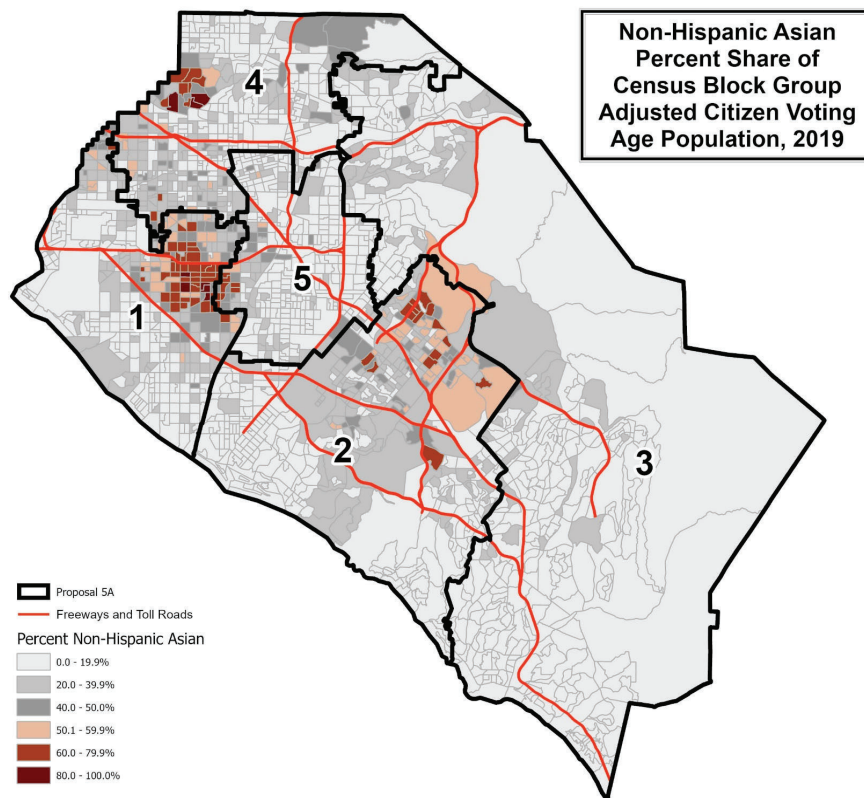 Non-Hispanic Asian
Percent Share of
Census Block Group
Adjusted Citizen Voting
Age Population, 2019
4
5
1
2
3
Proposal 5A
Freeways and Toll Roads
Percent Non-Hispanic Asian
0.0 - 19.9%
20.0 - 39.9%
40.0 - 50.0%
50.1 - 59.9%
60.0 - 79.9%
80.0 - 100.0%